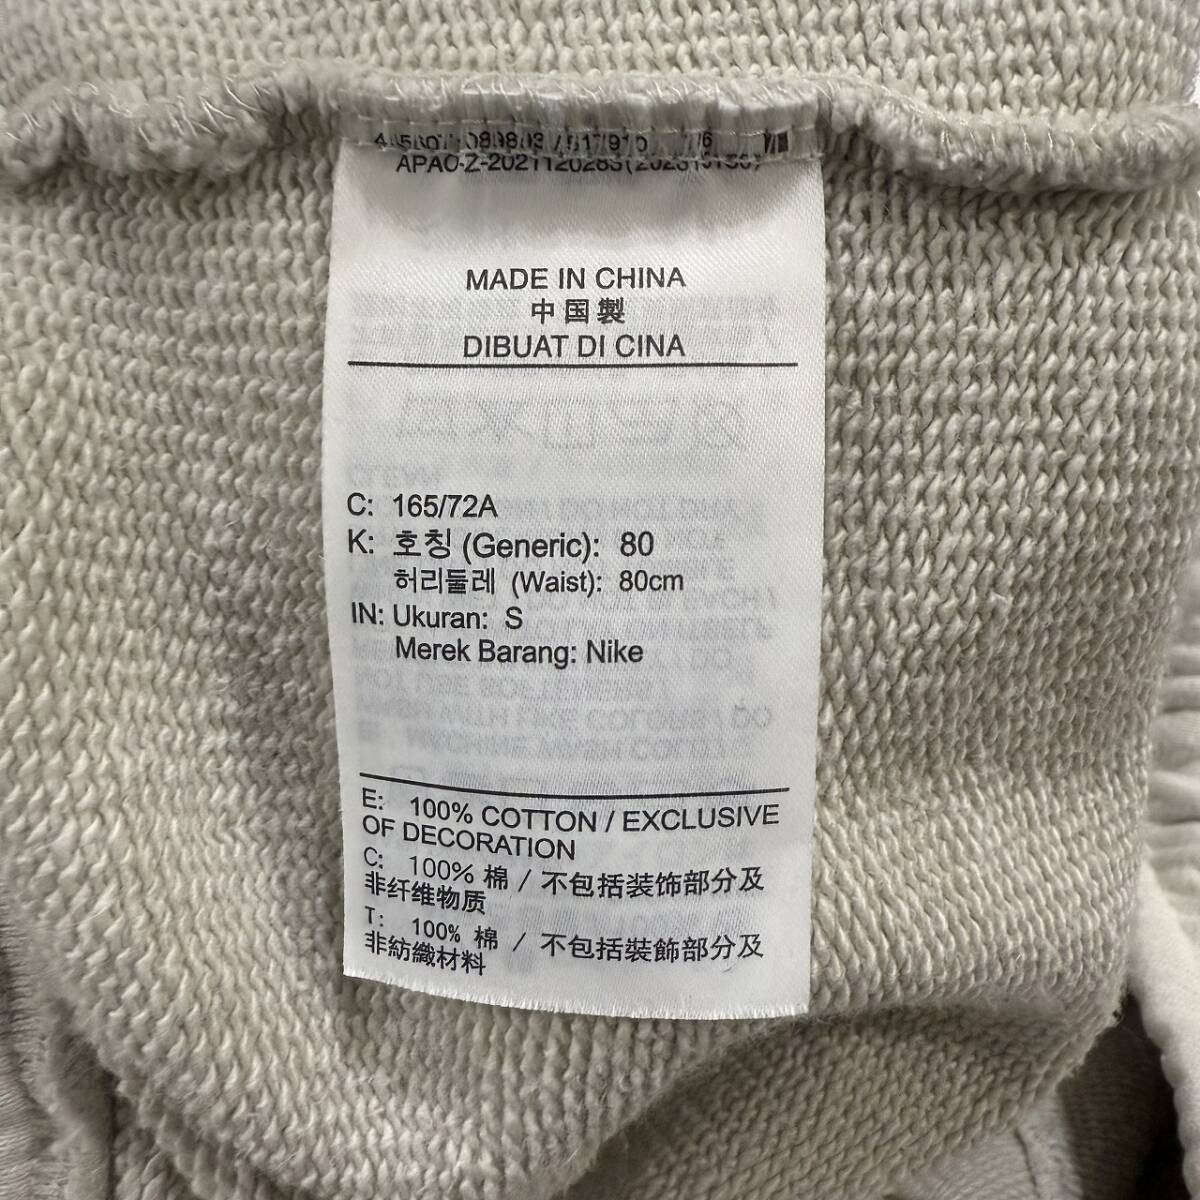 MADE IN CHINA
中国製
DIBUAT DI CINA
C: 165/72A
K: 호칭 (Generic): 80
허리둘레 (Waist): 80cm
IN: Ukuran: S
Merek Barang: Nike
E: 100% COTTON / EXCLUSIVE
OF DECORATION
C: 100% 棉 / 不包括装饰部分及
非纤维物质
T: 100% 棉 / 不包括裝飾部分及
非紡織材料